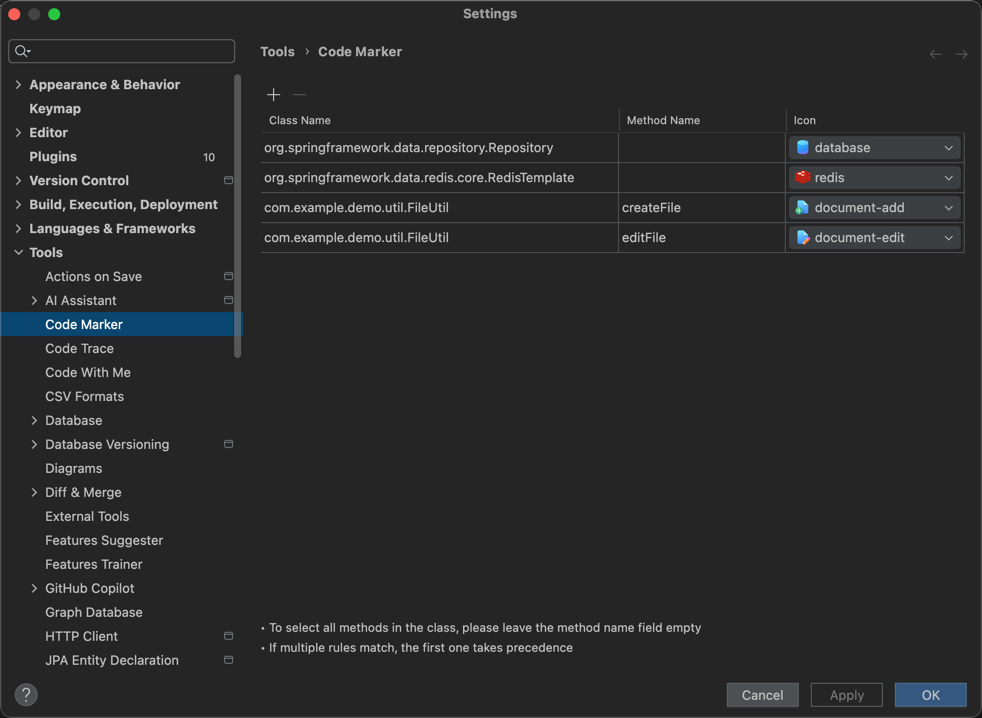 Settings
Tools › Code Marker
Appearance & Behavior
Keymap
Editor
Plugins 10
Version Control
Build, Execution, Deployment
Languages & Frameworks
Tools
Actions on Save
AI Assistant
Code Marker
Code Trace
Code With Me
CSV Formats
Database
Database Versioning
Diagrams
Diff & Merge
External Tools
Features Suggester
Features Trainer
GitHub Copilot
Graph Database
HTTP Client
JPA Entity Declaration
?
Class Name Method Name Icon
org.springframework.data.repository.Repository database
org.springframework.data.redis.core.RedisTemplate redis
com.example.demo.util.FileUtil createFile document-add
com.example.demo.util.FileUtil editFile document-edit
• To select all methods in the class, please leave the method name field empty
• If multiple rules match, the first one takes precedence
Cancel Apply OK